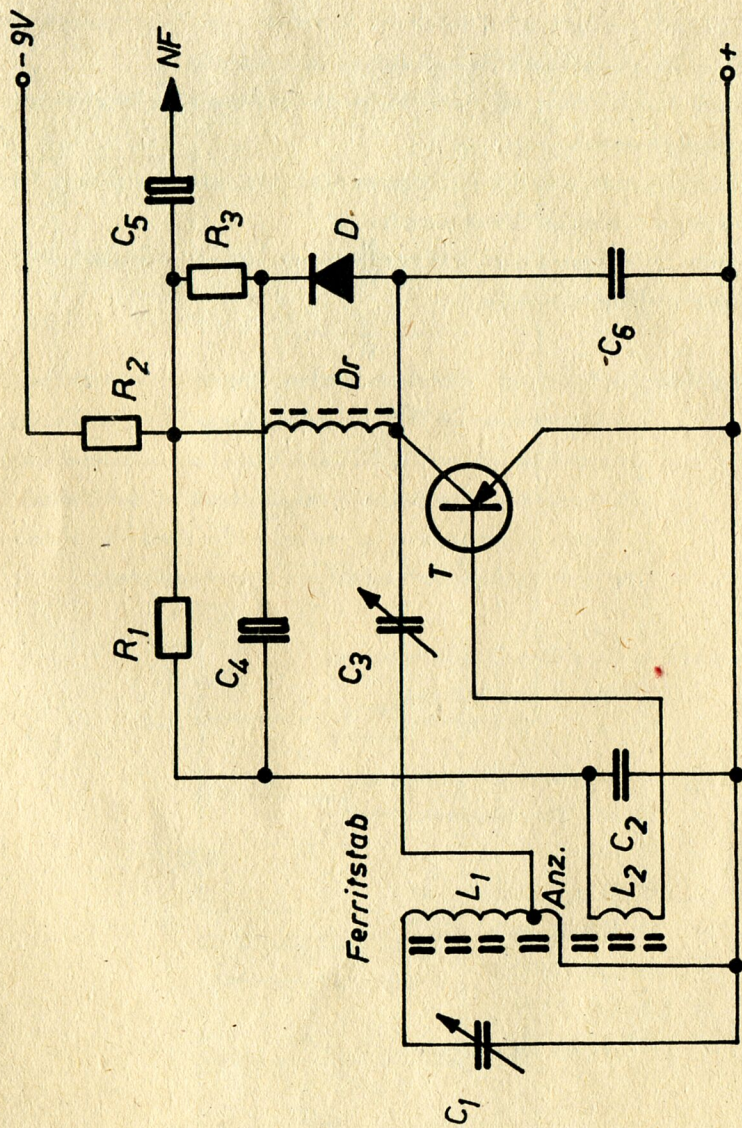 -9V
C5
NF
R2
R3
R1
D
Dr
C4
C3
T
C6
+
Ferritstab
L1
Anz.
C1
L2
C2